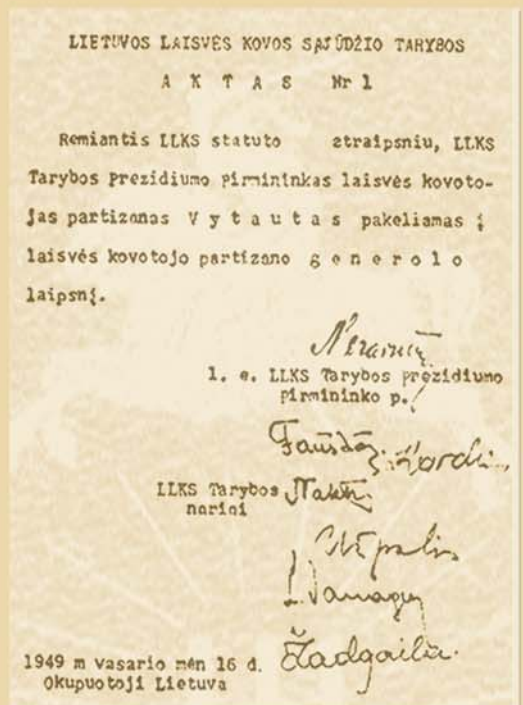 LIETUVOS LAISVĖS KOVOS SĄJŪDŽIO TARYBOS
A K T A S Nr 1
Remiantis LLKS statuto straipsniu, LLKS
Tarybos Prezidiumo pirmininkas laisvės kovoto-
jas partizanas V y t a u t a s pakeliamas į
laisvės kovotojo partizano g e n e r o l o
laipsnį.
1. e. LLKS Tarybos prezidiumo
pirmininko p.
LLKS Tarybos
nariai
Žadgaila.
1949 m vasario mėn 16 d.
Okupuotoji Lietuva